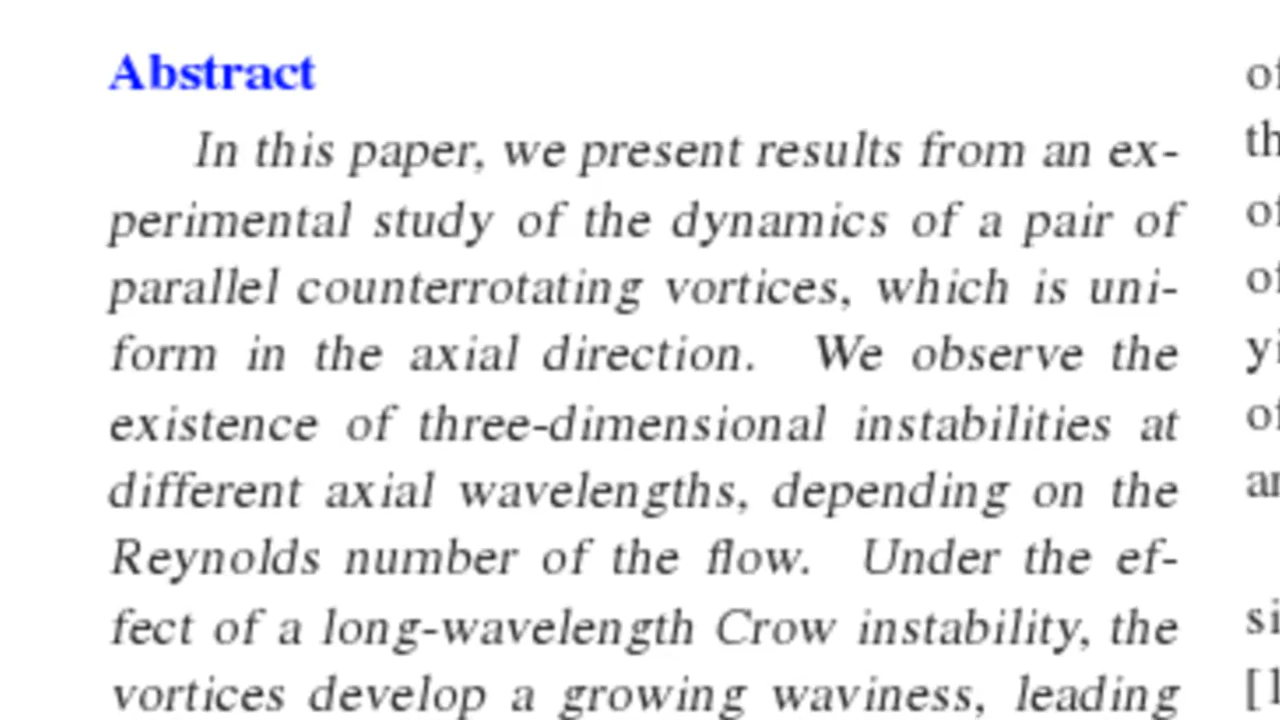 Abstract
In this paper, we present results from an ex-
perimental study of the dynamics of a pair of
parallel counterrotating vortices, which is uni-
form in the axial direction. We observe the
existence of three-dimensional instabilities at
different axial wavelengths, depending on the
Reynolds number of the flow. Under the ef-
fect of a long-wavelength Crow instability, the
vortices develop a growing waviness, leading